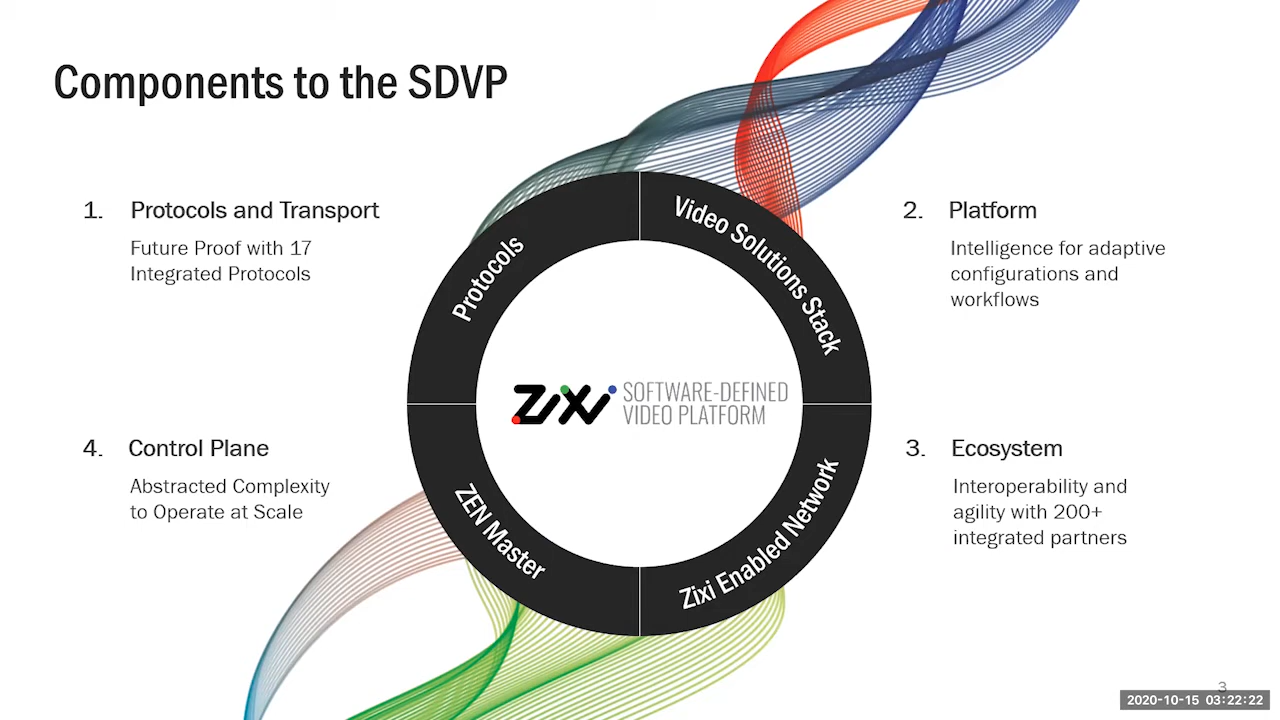 Components to the SDVP
1. Protocols and Transport
Future Proof with 17
Integrated Protocols
2. Platform
Intelligence for adaptive
configurations and
workflows
Protocols
Video Solutions Stack
Zixi SOFTWARE-DEFINED
VIDEO PLATFORM
4. Control Plane
Abstracted Complexity
to Operate at Scale
3. Ecosystem
Interoperability and
agility with 200+
integrated partners
ZEN Master
Zixi Enabled Network
3
2020-10-15 03:22:22